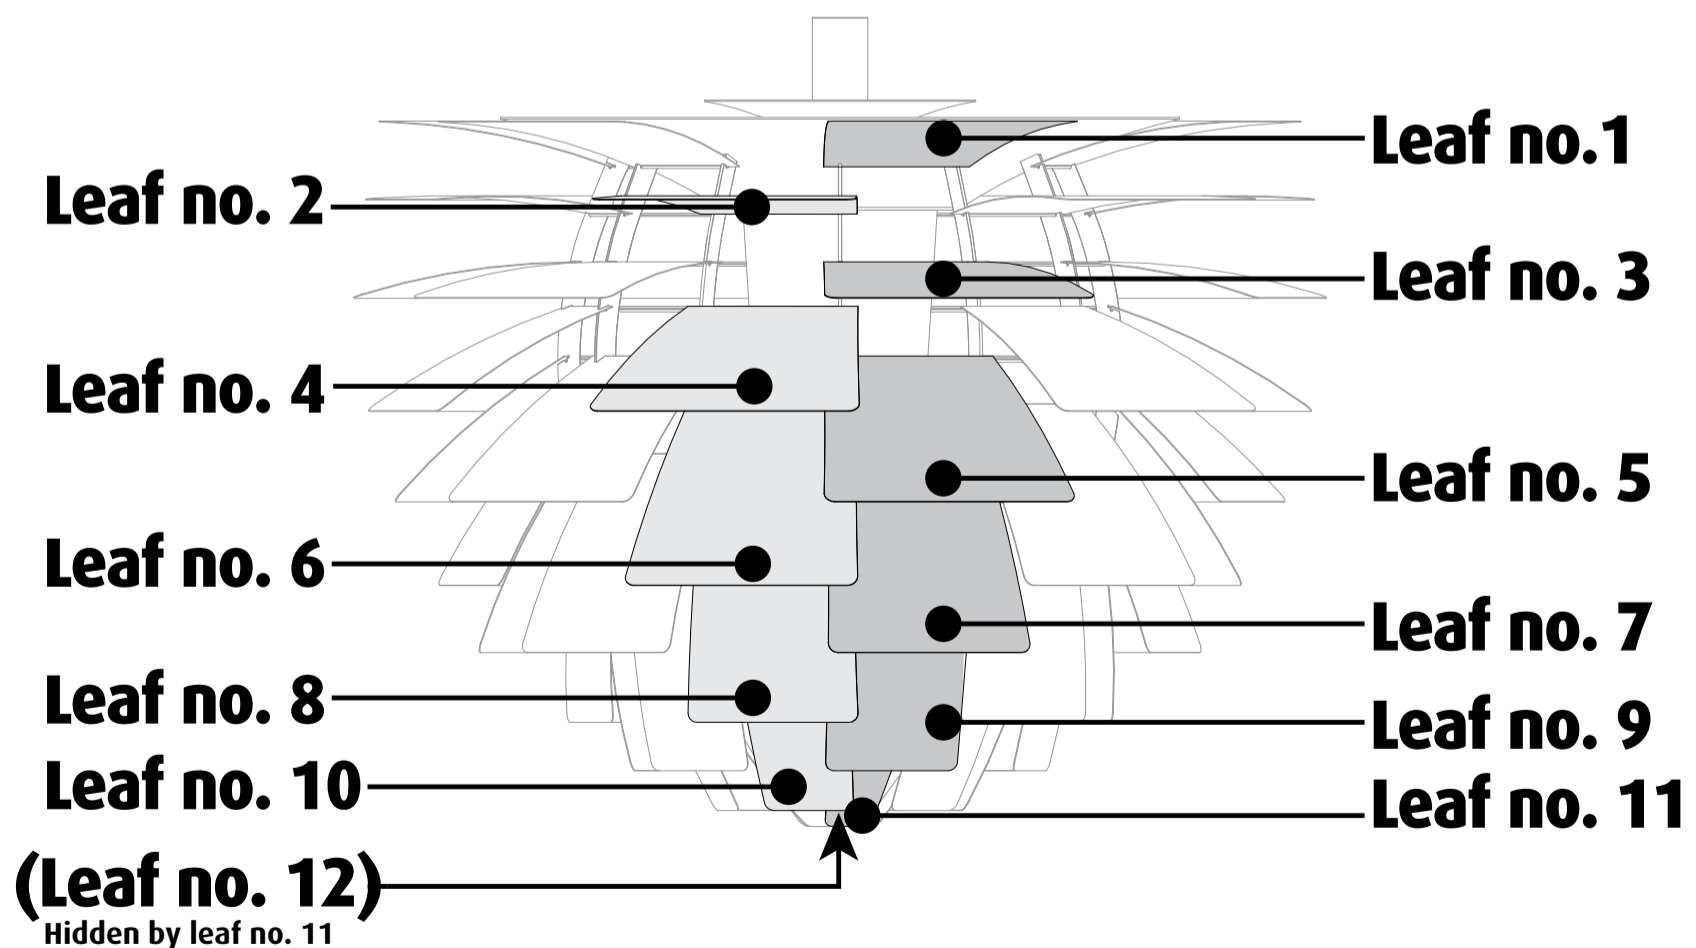 Leaf no.1
Leaf no. 2
Leaf no. 3
Leaf no. 4
Leaf no. 5
Leaf no. 6
Leaf no. 7
Leaf no. 8
Leaf no. 9
Leaf no. 10
Leaf no. 11
(Leaf no. 12)
Hidden by leaf no. 11